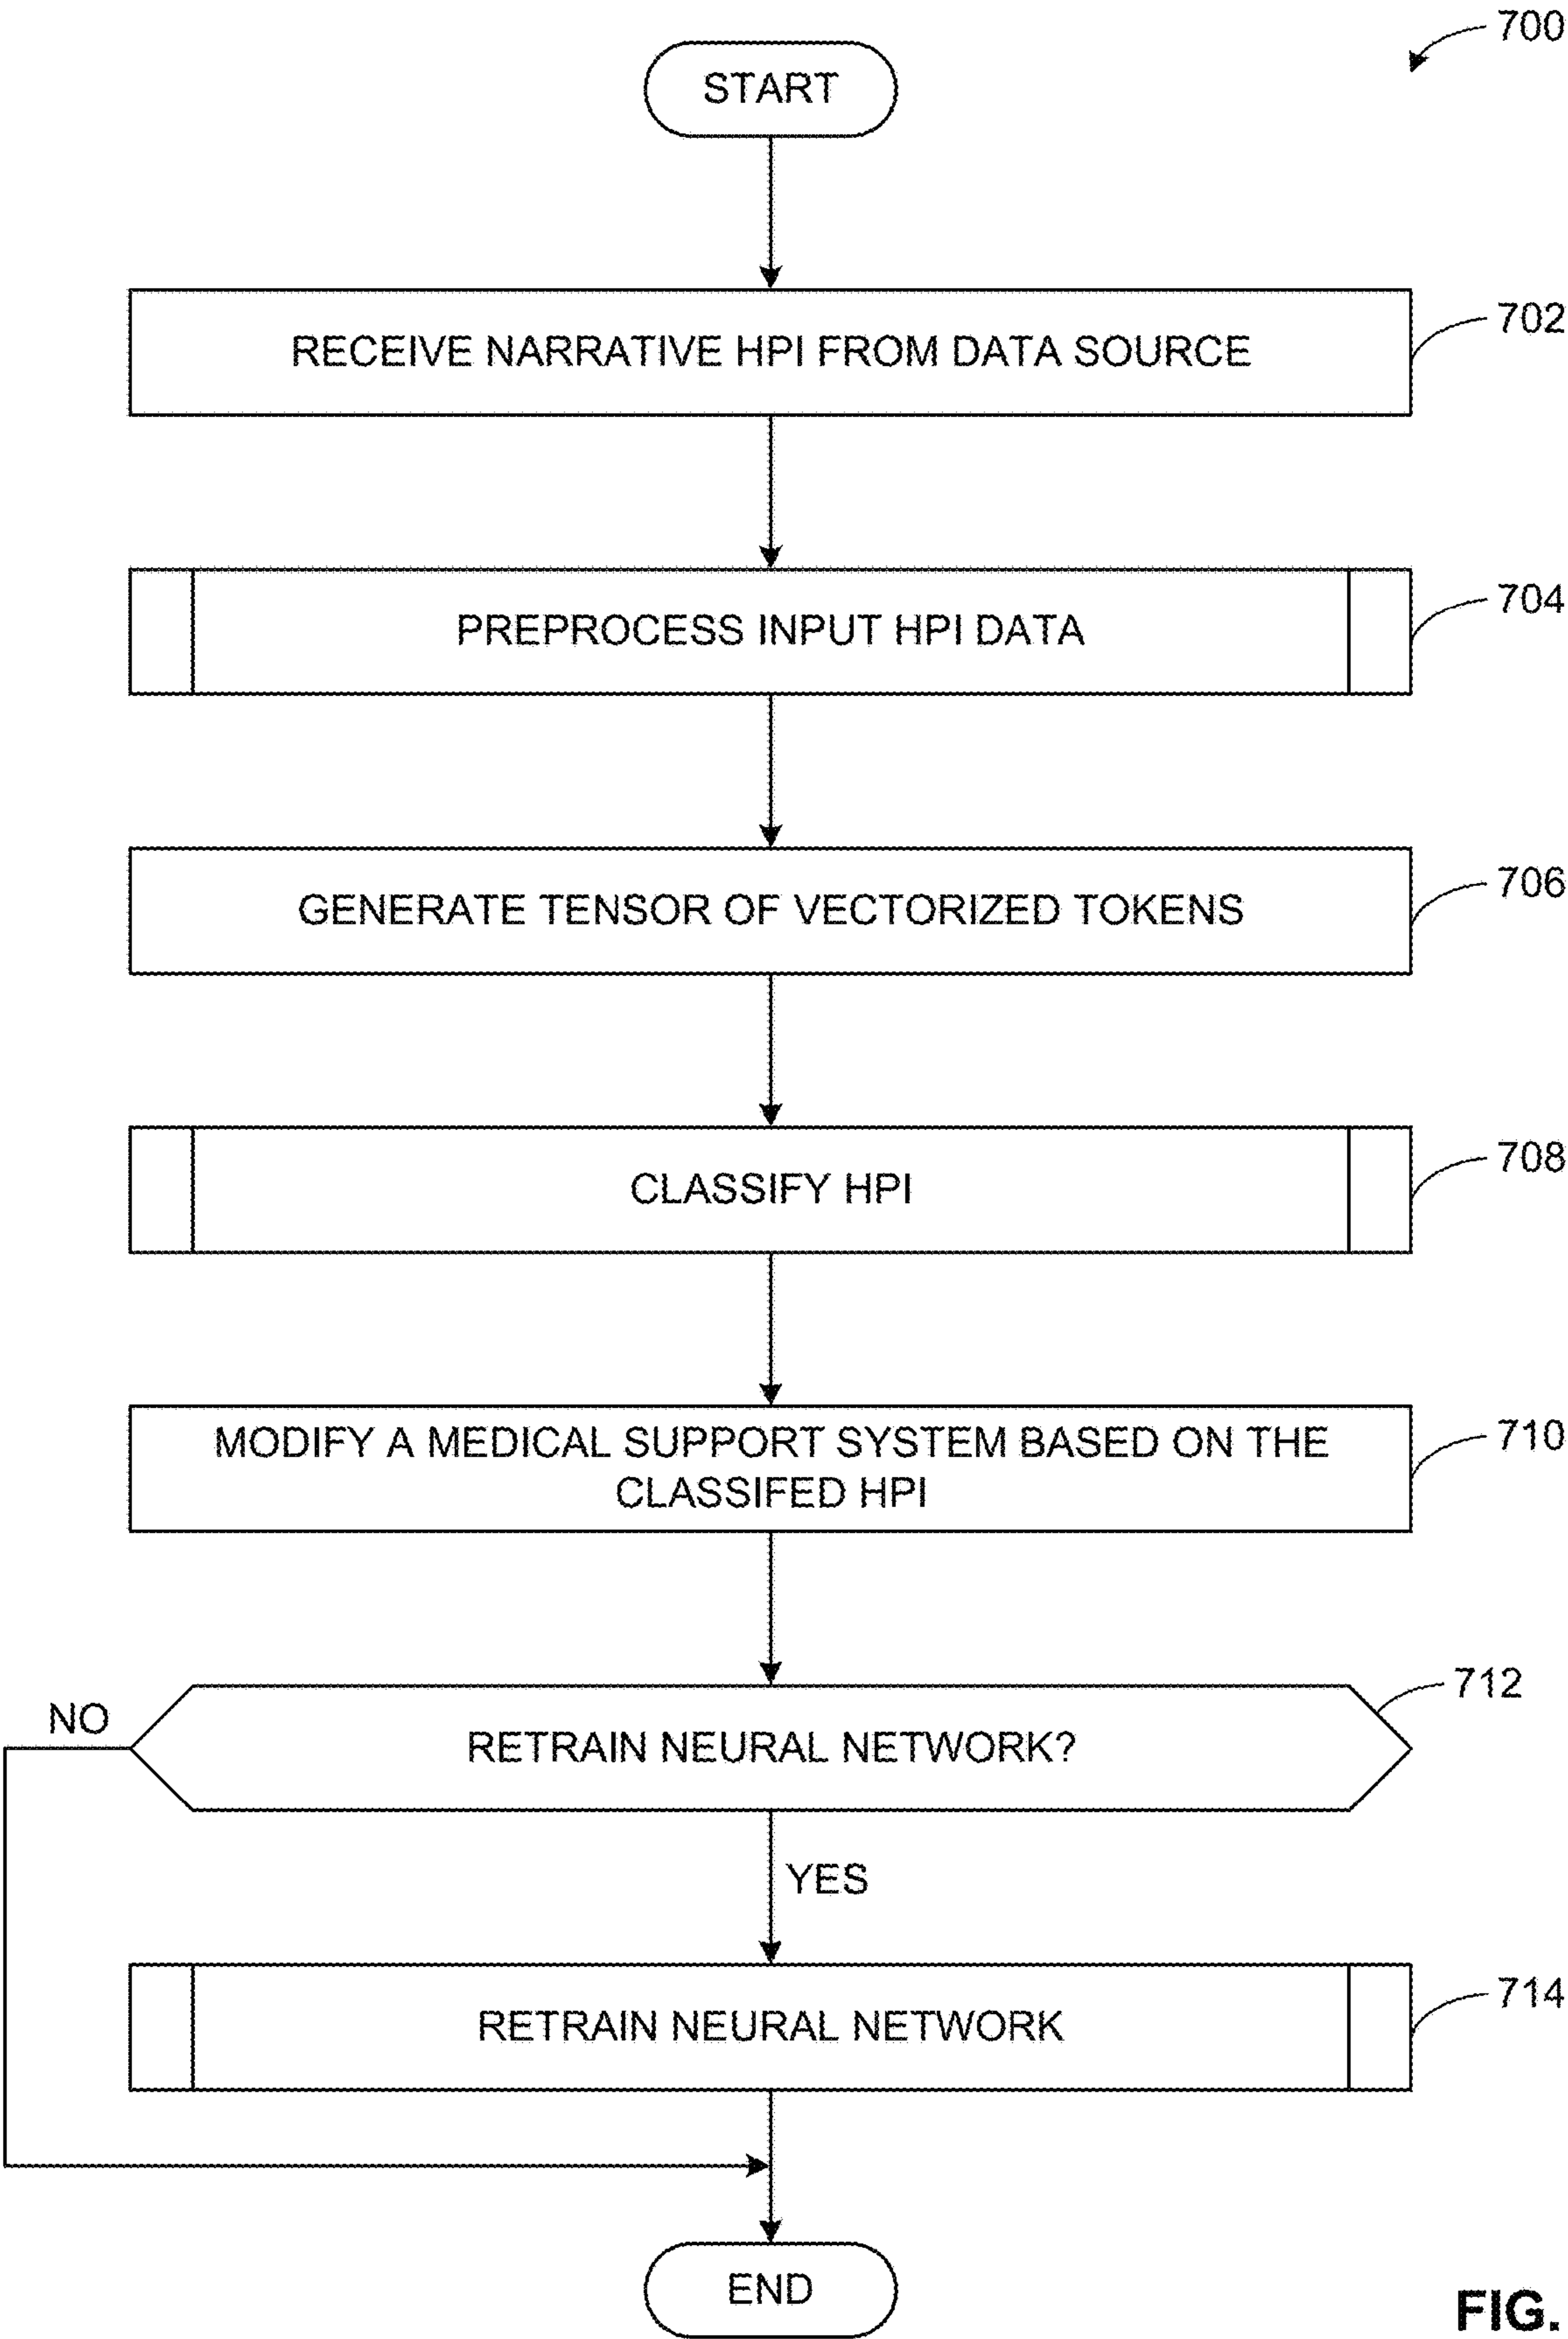 700
START
RECEIVE NARRATIVE HPI FROM DATA SOURCE
702
PREPROCESS INPUT HPI DATA
704
GENERATE TENSOR OF VECTORIZED TOKENS
706
CLASSIFY HPI
708
MODIFY A MEDICAL SUPPORT SYSTEM BASED ON THE
CLASSIFED HPI
710
RETRAIN NEURAL NETWORK?
712
NO
YES
RETRAIN NEURAL NETWORK
714
END
FIG.